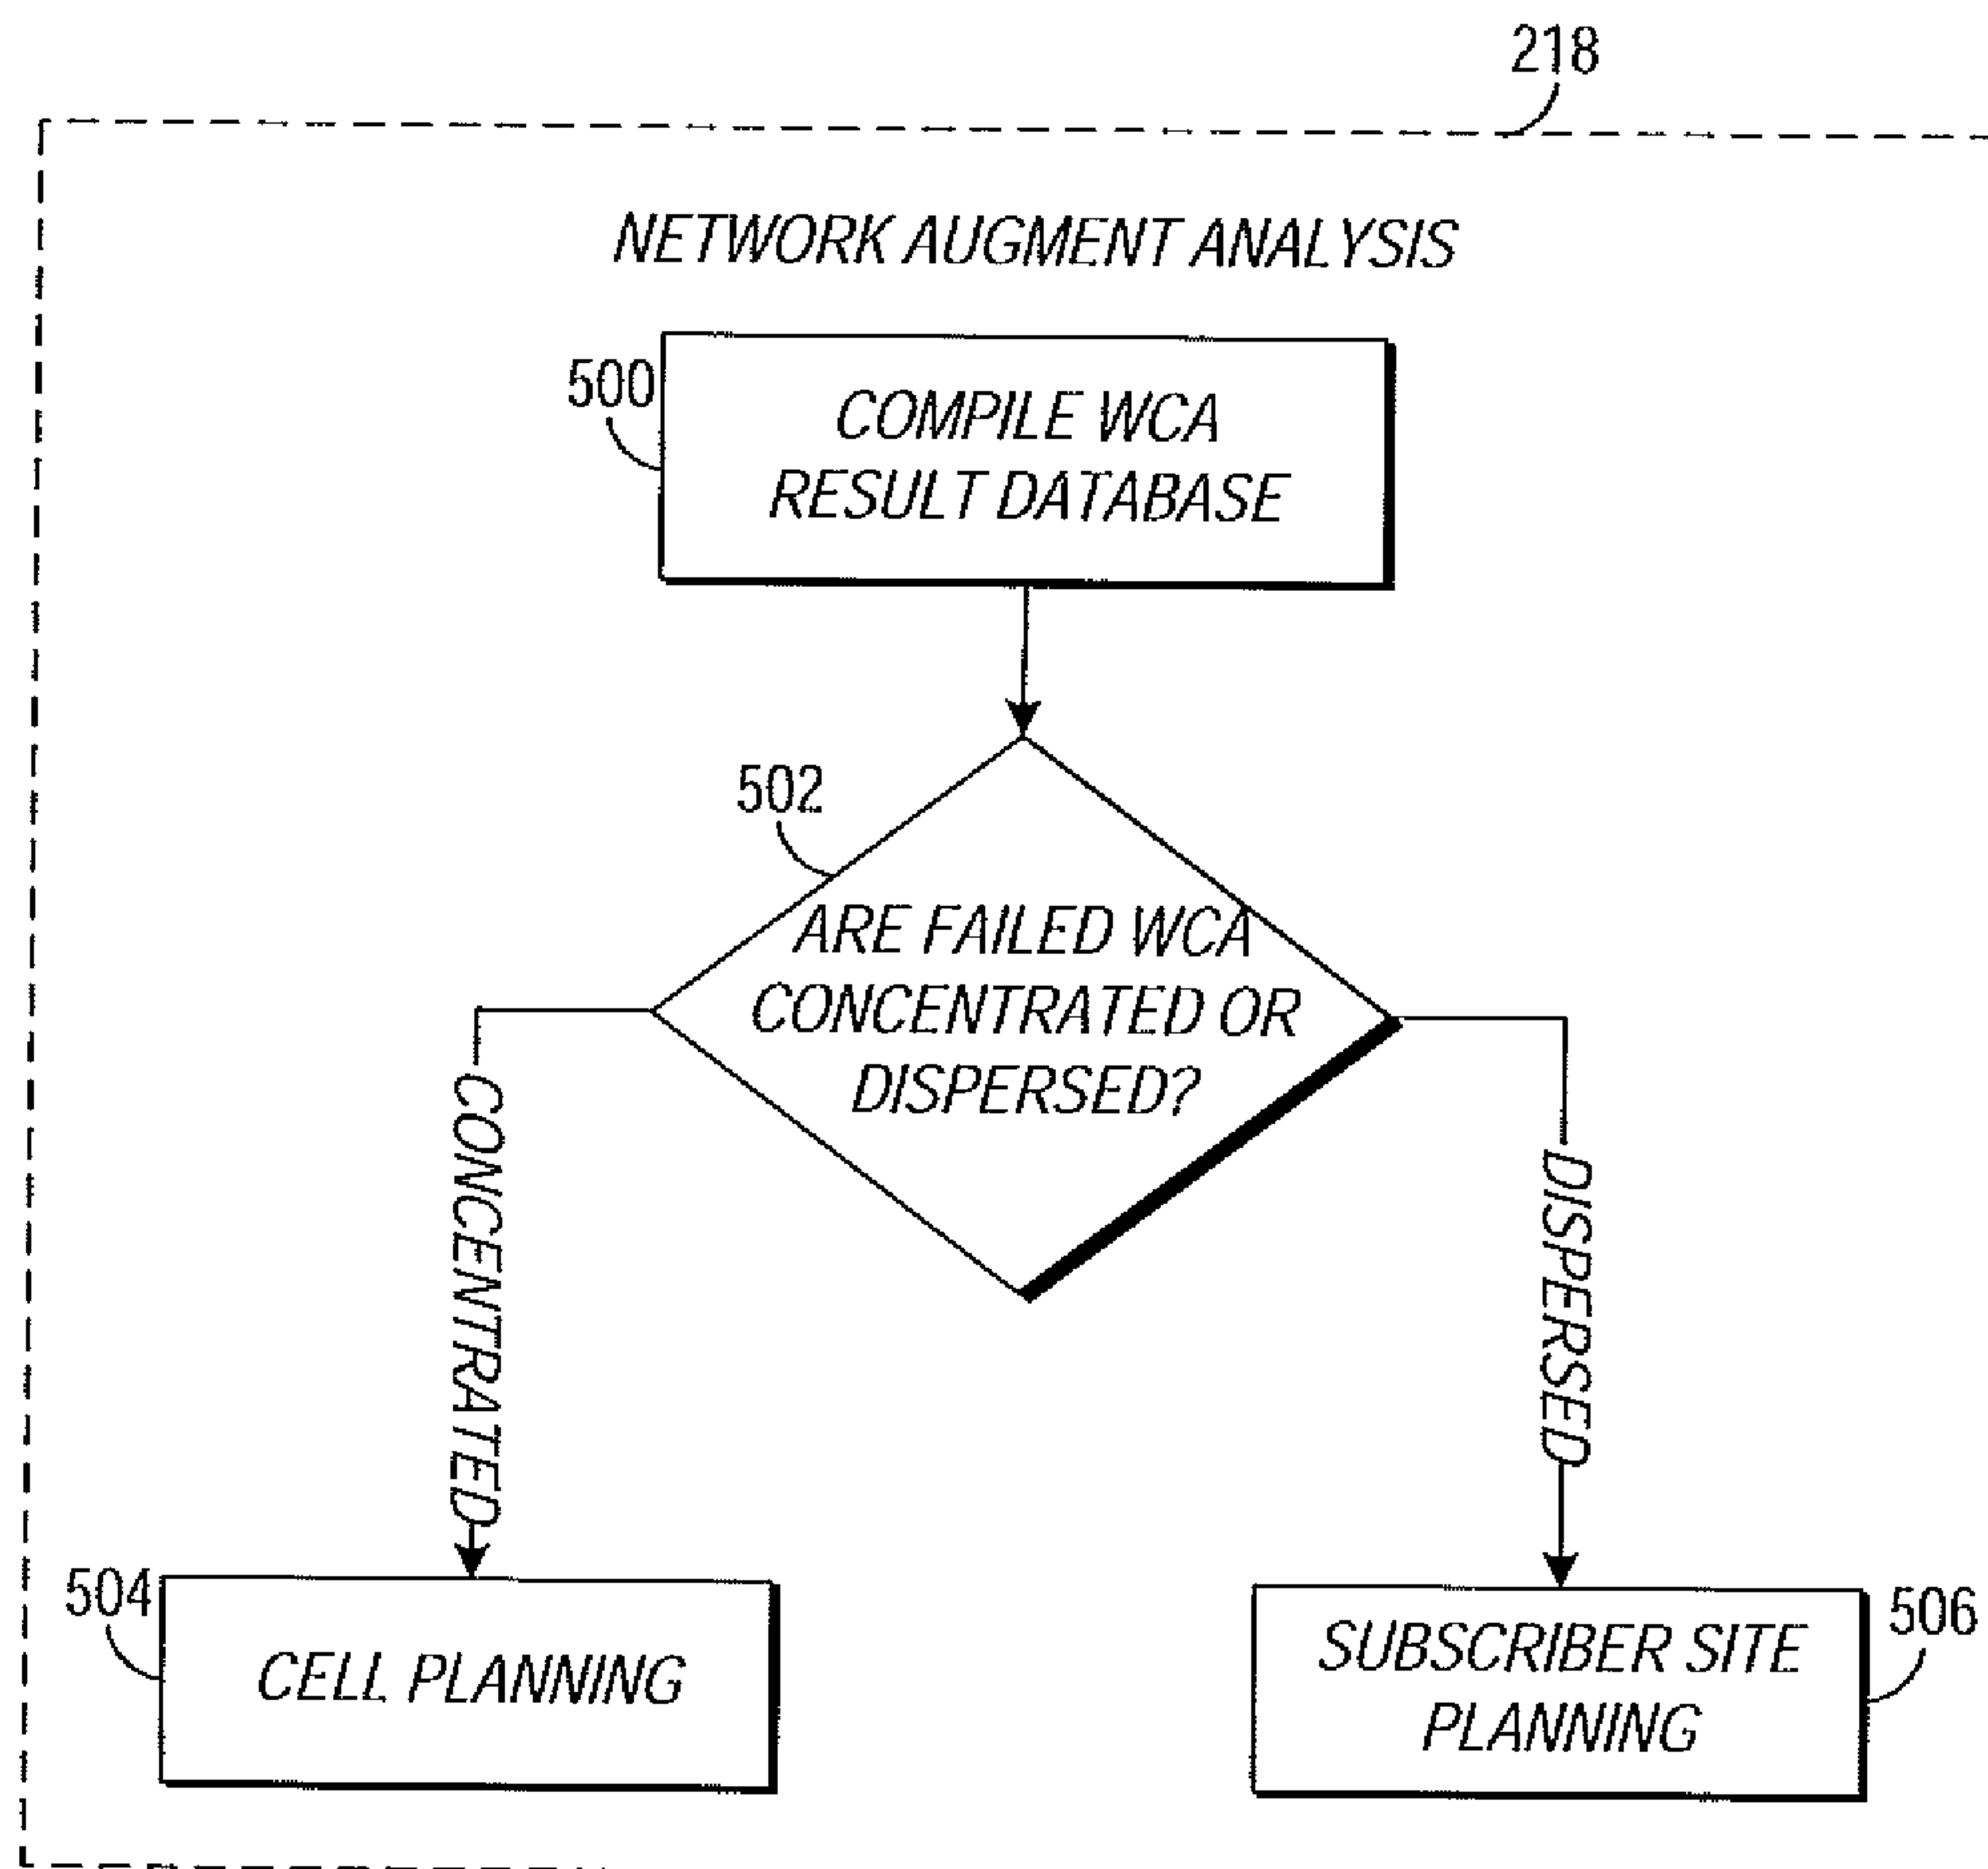 218
NETWORK AUGMENT ANALYSIS
500
COMPILE WCA
RESULT DATABASE
502
ARE FAILED WCA
CONCENTRATED OR
DISPERSED?
CONCENTRATED
DISPERSED
504
CELL PLANNING
SUBSCRIBER SITE
PLANNING
506